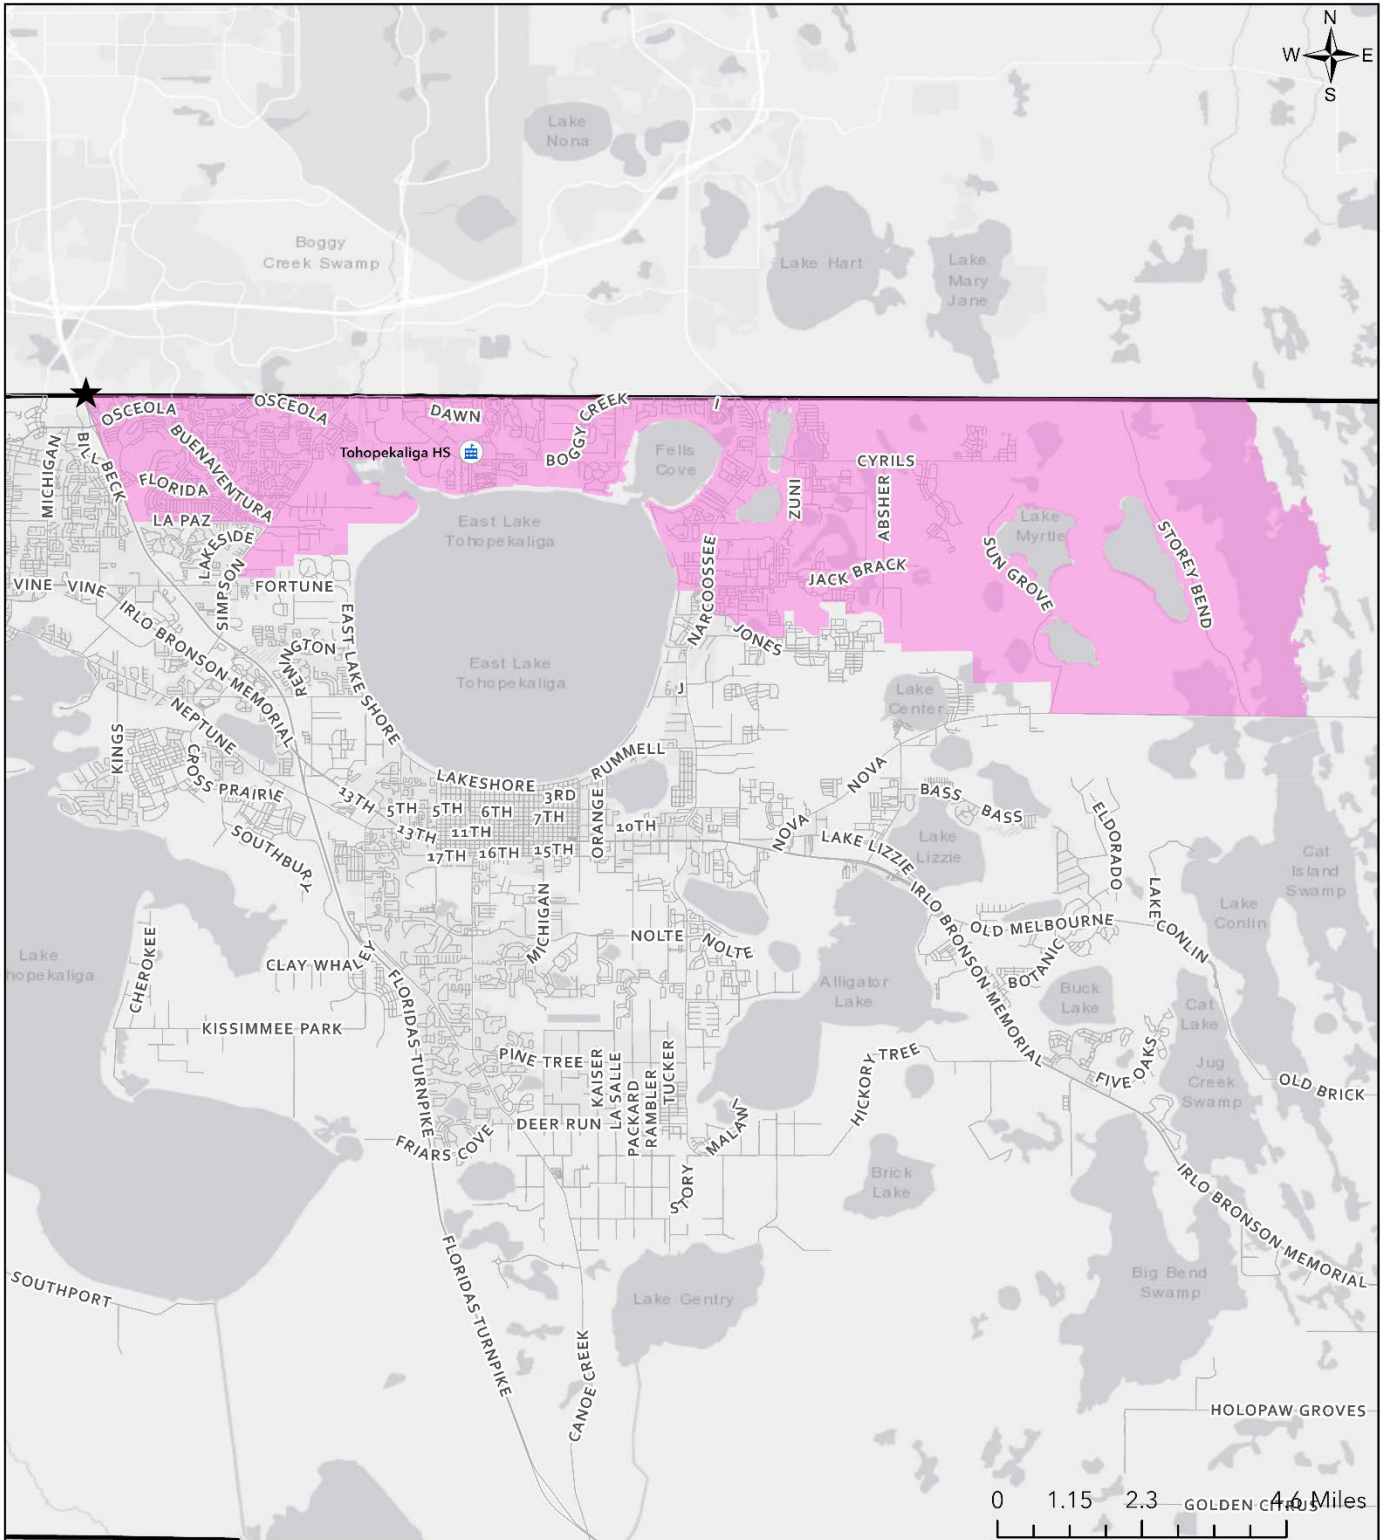 N
W E
S
Lake
Nona
Boggy
Creek Swamp
Lake Hart
Lake
Mary
Jane
OSCEOLA
OSCEOLA
DAWN
BOGGY CREEK
I
MICHIGAN
BILL BECK
BUENAVENTURA
Tohopekaliga HS
Fells
Cove
CYRILS
FLORIDA
ZUNI
ABSHER
LA PAZ
East Lake
Tohopekaliga
Lake
Myrtle
STOREY BEND
LAKESIDE
SIMPSON
NARCOOSSEE
JACK BRACK
SUN GROVE
VINE
VINE
FORTUNE
IRLO BRONSON MEMORIAL
EAST LAKE SHORE
REMINGTON
JONES
East Lake
Tohopekaliga
J
Lake
Center
NEPTUNE
KINGS
CROSS PRAIRIE
RUMMELL
LAKESHORE
NOVA
13TH
5TH
5TH
6TH
3RD
7TH
ORANGE
10TH
13TH
11TH
17TH
16TH
15TH
NOVA
BASS
BASS
ELDORADO
LAKE LIZZIE
Lake
Lizzie
SOUTHBURY
Cat
Island
Swamp
MICHIGAN
NOLTE
NOLTE
IRLO BRONSON MEMORIAL
OLD MELBOURNE
LAKE CONLIN
Lake
Conlin
Lake
hopekaliga
CHEROKEE
CLAY WHALEY
BOTANIC
Alligator
Lake
Buck
Lake
Cat
Lake
KISSIMMEE PARK
FLORIDAS TURNPIKE
PINE TREE
KAISER
LA SALLE
PACKARD
RAMBLER
TUCKER
HICKORY TREE
FIVE OAKS
Jug
Creek
Swamp
OLD BRICK
DEER RUN
MALAWI
FRIARS COVE
STORY
Brick
Lake
IRLO BRONSON MEMORIAL
FLORIDAS TURNPIKE
Big Bend
Swamp
SOUTHPORT
Lake Gentry
CANOE CREEK
HOLOPAW GROVES
0 1.15 2.3 4.6 Miles
GOLDEN CITRUS